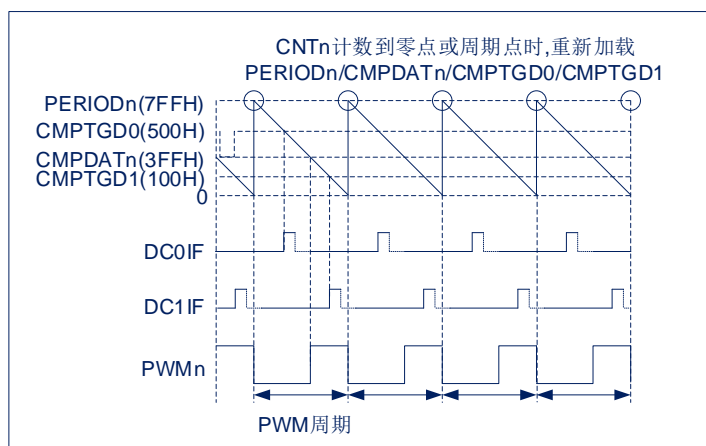 CNTn计数到零点或周期点时,重新加载
PERIODn/CMPDATn/CMPTGD0/CMPTGD1
PERIODn(7FFH)
CMPTGD0(500H)
CMPDATn(3FFH)
CMPTGD1(100H)
0
DC0IF
DC1IF
PWMn
PWM周期